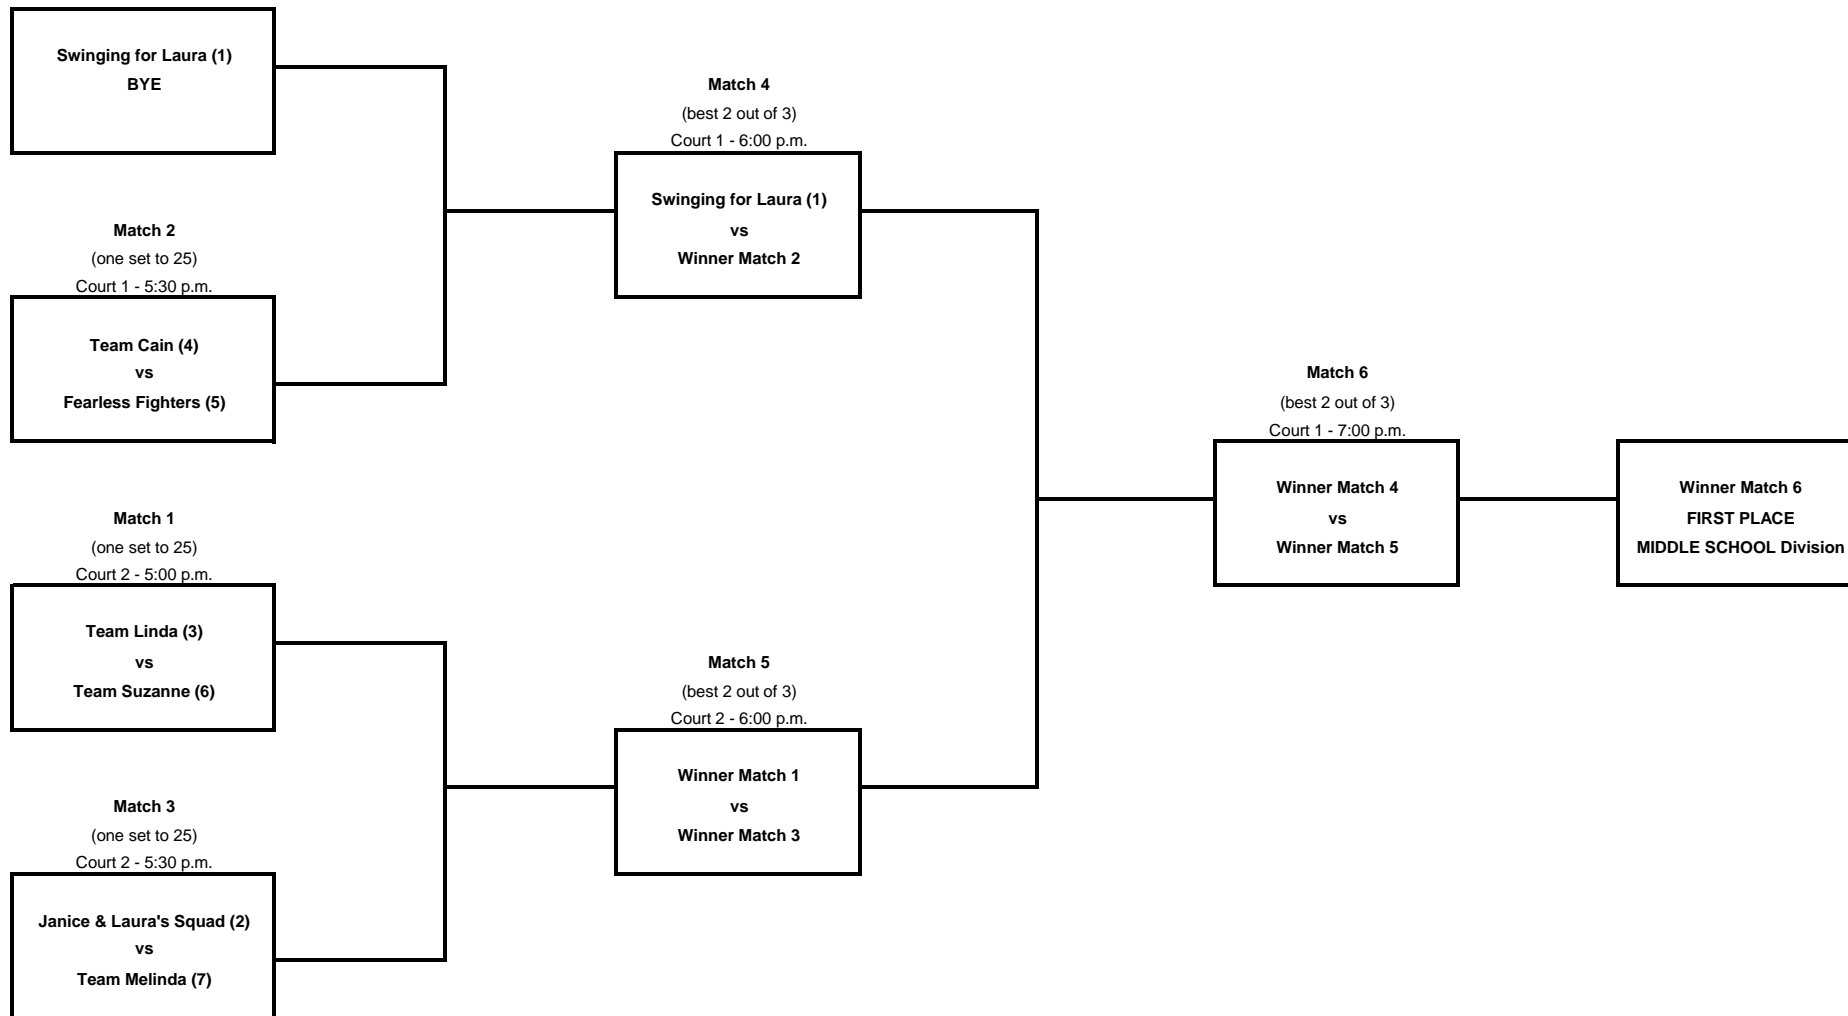 Swinging for Laura (1)
BYE
Match 2
(one set to 25)
Court 1 - 5:30 p.m.
Team Cain (4)
vs
Fearless Fighters (5)
Match 1
(one set to 25)
Court 2 - 5:00 p.m.
Team Linda (3)
vs
Team Suzanne (6)
Match 3
(one set to 25)
Court 2 - 5:30 p.m.
Janice & Laura's Squad (2)
vs
Team Melinda (7)
Match 4
(best 2 out of 3)
Court 1 - 6:00 p.m.
Swinging for Laura (1)
vs
Winner Match 2
Match 5
(best 2 out of 3)
Court 2 - 6:00 p.m.
Winner Match 1
vs
Winner Match 3
Match 6
(best 2 out of 3)
Court 1 - 7:00 p.m.
Winner Match 4
vs
Winner Match 5
Winner Match 6
FIRST PLACE
MIDDLE SCHOOL Division